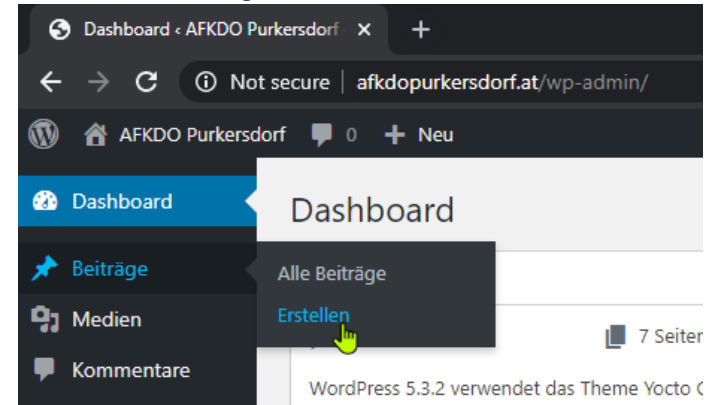 Dashboard ‹ AFKDO Purkersdorf
Not secure | afkdopurkersdorf.at/wp-admin/
AFKDO Purkersdorf 0 + Neu
Dashboard
Dashboard
Beiträge
Alle Beiträge
Medien
Erstellen
7 Seiten
Kommentare
WordPress 5.3.2 verwendet das Theme Yocto